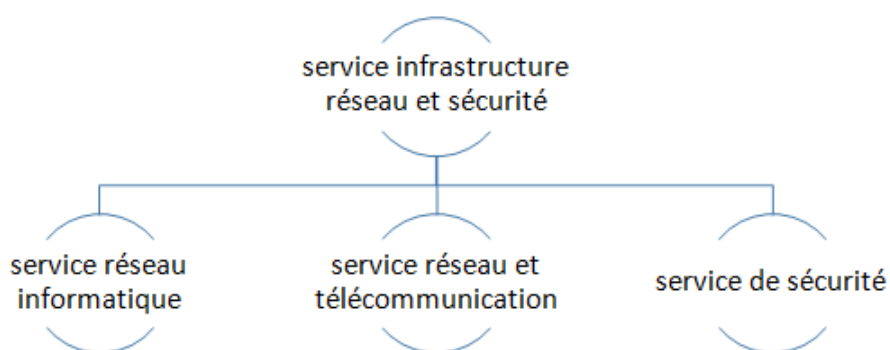 service infrastructure
réseau et sécurité
service réseau
informatique
service réseau et
télécommunication
service de sécurité